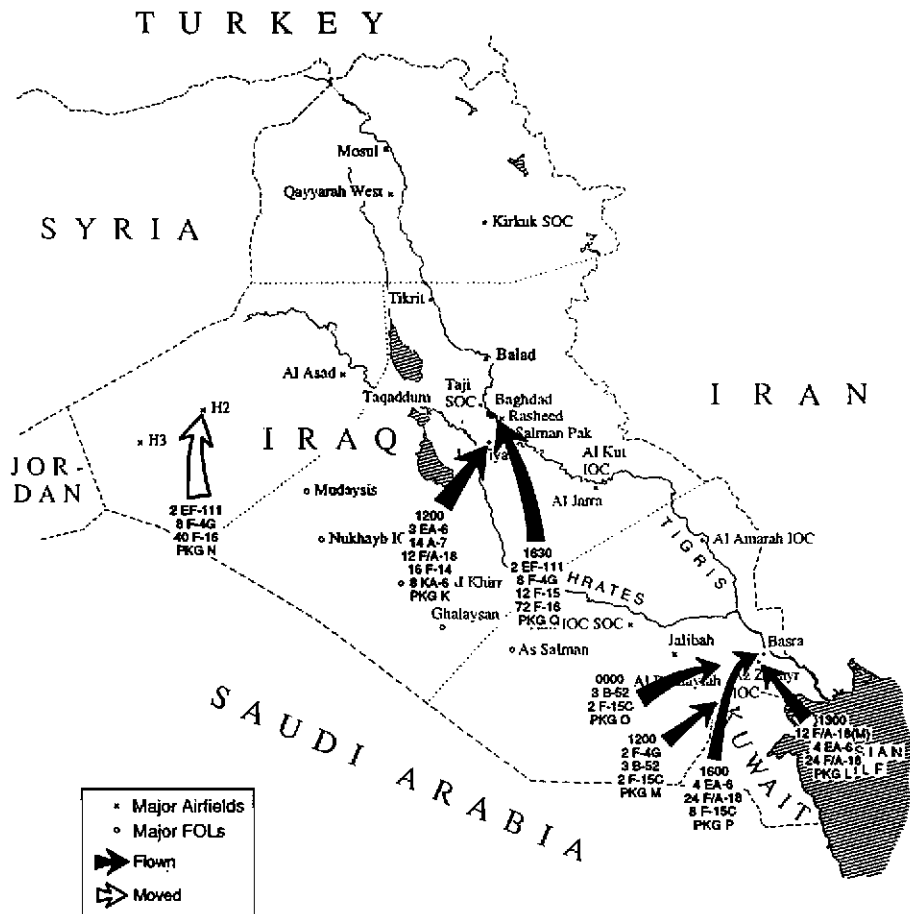 TURKEY
Mosul
Qayyarah West
SYRIA
Kirkuk SOC
Tikrit
Balad
Al Asad
Taji
SOC
Baghdad
IRAN
Taqaddum
Rasheed
H2
Salman Pak
H3
IRAQ
Al Kut
IOC
JOR-
DAN
Mudaysis
Al Jarra
2 EF-111
8 F-4G
40 F-16
PKG N
1200
3 EA-6
14 A-7
12 F/A-18
16 F-14
8 KA-6
PKG K
Nukhayb IO
TIGRIS
Al Amarah IOC
1630
2 EF-111
8 F-4G
12 F-15
72 F-16
PKG Q
HRATES
Ghalaysan
IOC SOC
As Salman
Jalibah
Basra
0000
3 B-52
2 F-15C
PKG O
IOC
SAUDI ARABIA
KUWAIT
1200
2 F-4G
3 B-52
2 F-15C
PKG M
1600
4 EA-6
24 F/A-18
8 F-15C
PKG P
1300
12 F/A-18(M)
4 EA-6
24 F/A-18
PKG L
× Major Airfields
o Major FOLs
Flown
Moved